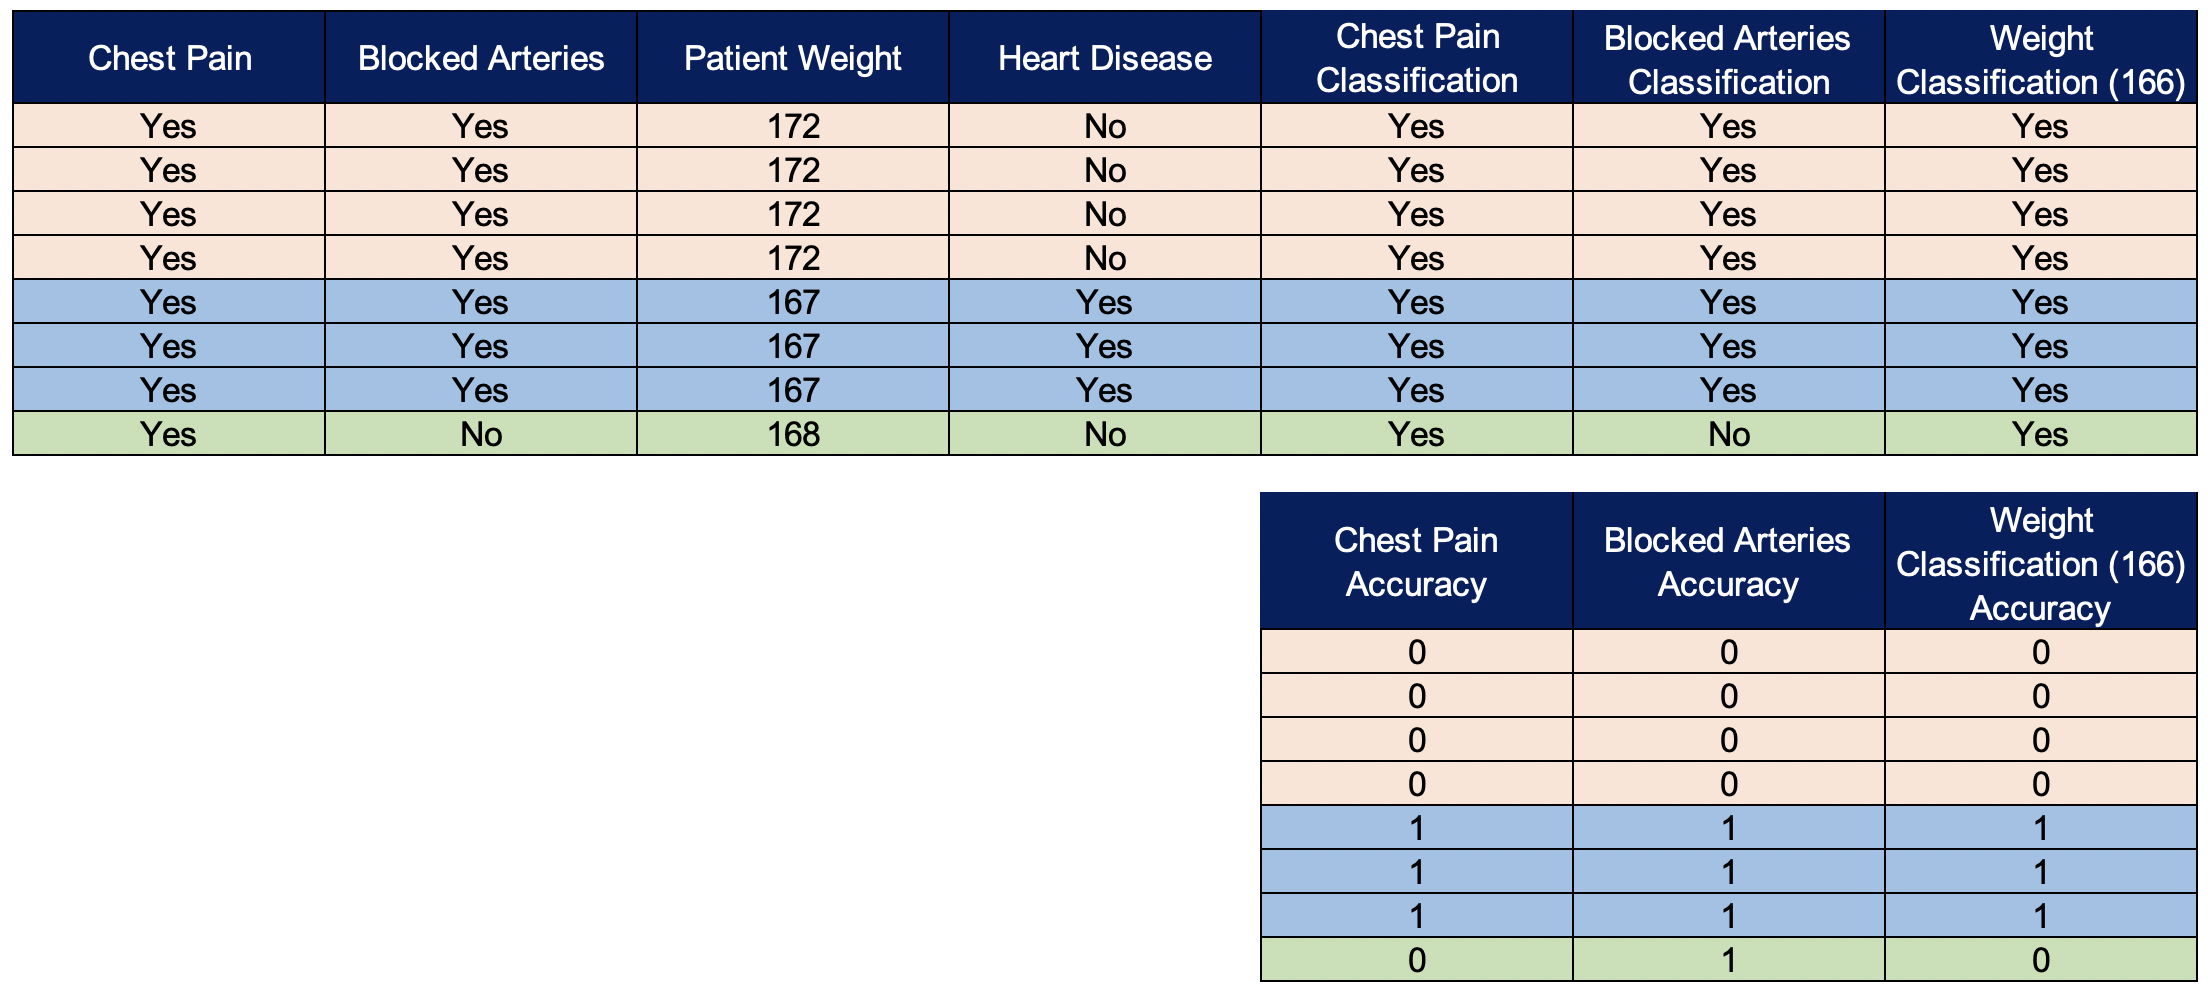 Chest Pain Blocked Arteries Patient Weight Heart Disease Chest Pain Classification Blocked Arteries Classification Weight Classification (166)
Yes Yes 172 No Yes Yes Yes
Yes Yes 172 No Yes Yes Yes
Yes Yes 172 No Yes Yes Yes
Yes Yes 172 No Yes Yes Yes
Yes Yes 167 Yes Yes Yes Yes
Yes Yes 167 Yes Yes Yes Yes
Yes Yes 167 Yes Yes Yes Yes
Yes No 168 No Yes No Yes
Chest Pain Accuracy Blocked Arteries Accuracy Weight Classification (166) Accuracy
0 0 0
0 0 0
0 0 0
0 0 0
1 1 1
1 1 1
1 1 1
0 1 0